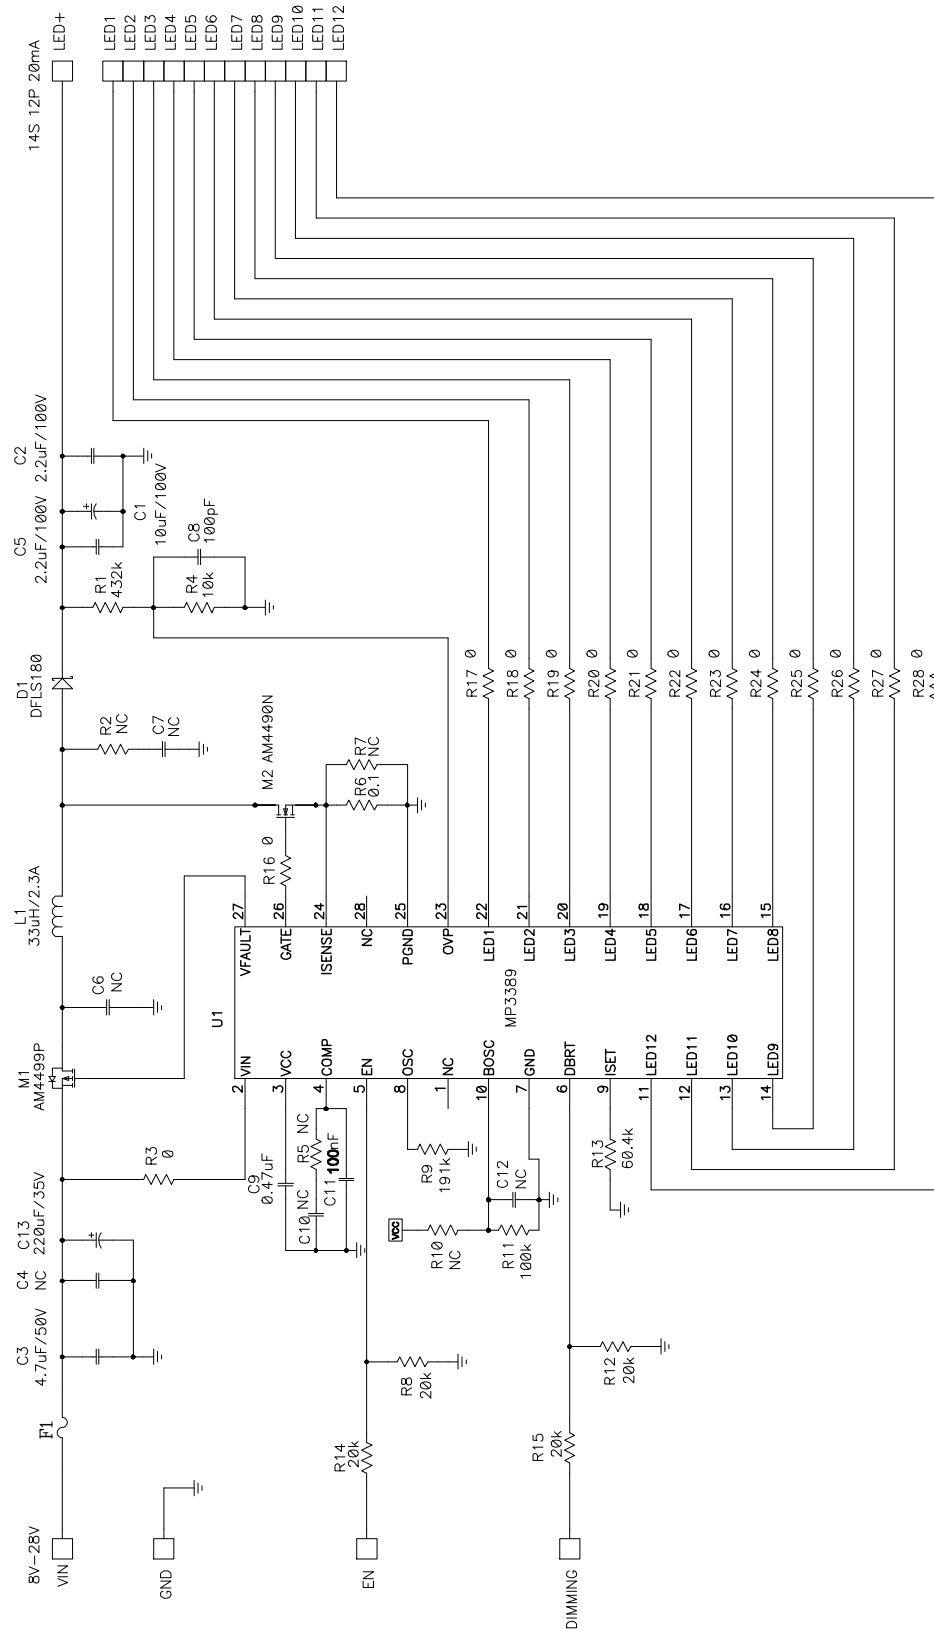 8V-28V
VIN
GND
EN
DIMMING
F1
C3
4.7uF/50V
C4
NC
C13
220uF/35V
R3
0
M1
AM4499P
C6
NC
L1
33uH/2.3A
R2
NC
C7
NC
D1
DFLS180
R1
432k
R4
10k
C8
100pF
C5
2.2uF/100V
C1
10uF/100V
C2
2.2uF/100V
14S 12P 20mA
LED+
LED1
LED2
LED3
LED4
LED5
LED6
LED7
LED8
LED9
LED10
LED11
LED12
M2 AM4490N
R16 0
R7
NC
R6
0.1
C9
0.47uF
R5 NC
C10 NC
C11 100nF
R14
20k
R8
20k
R9
191k
VCC
R10
NC
R11
100k
C12
NC
R15
20k
R12
20k
R13
60.4k
U1
MP3389
2 VIN
3 VCC
4 COMP
5 EN
8 OSC
1 NC
10 BOSC
7 GND
6 DBRT
9 ISET
11 LED12
12 LED11
13 LED10
14 LED9
VFAULT 27
GATE 26
ISENSE 24
NC 28
PGND 25
OVP 23
LED1 22
LED2 21
LED3 20
LED4 19
LED5 18
LED6 17
LED7 16
LED8 15
R17 0
R18 0
R19 0
R20 0
R21 0
R22 0
R23 0
R24 0
R25 0
R26 0
R27 0
R28 0